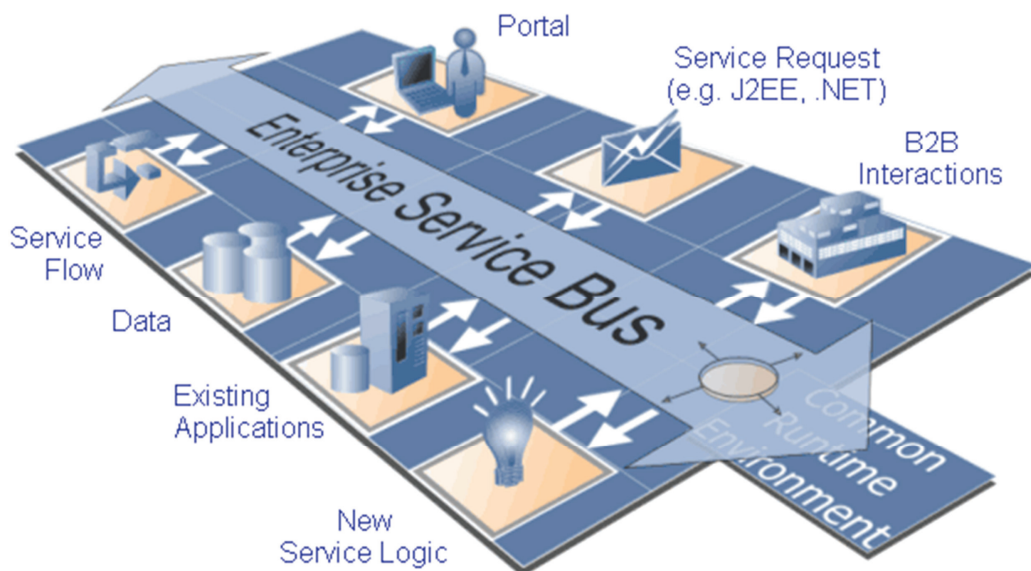 Portal
Service Request
(e.g. J2EE, .NET)
B2B
Interactions
Enterprise Service Bus
Service
Flow
Data
Existing
Applications
New
Service Logic
Common
Runtime
Environment